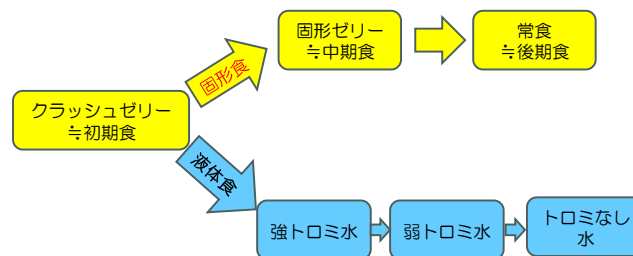 クラッシュゼリー
≒初期食
固形食
固形ゼリー
≒中期食
常食
≒後期食
液体食
強トロミ水
弱トロミ水
トロミなし
水